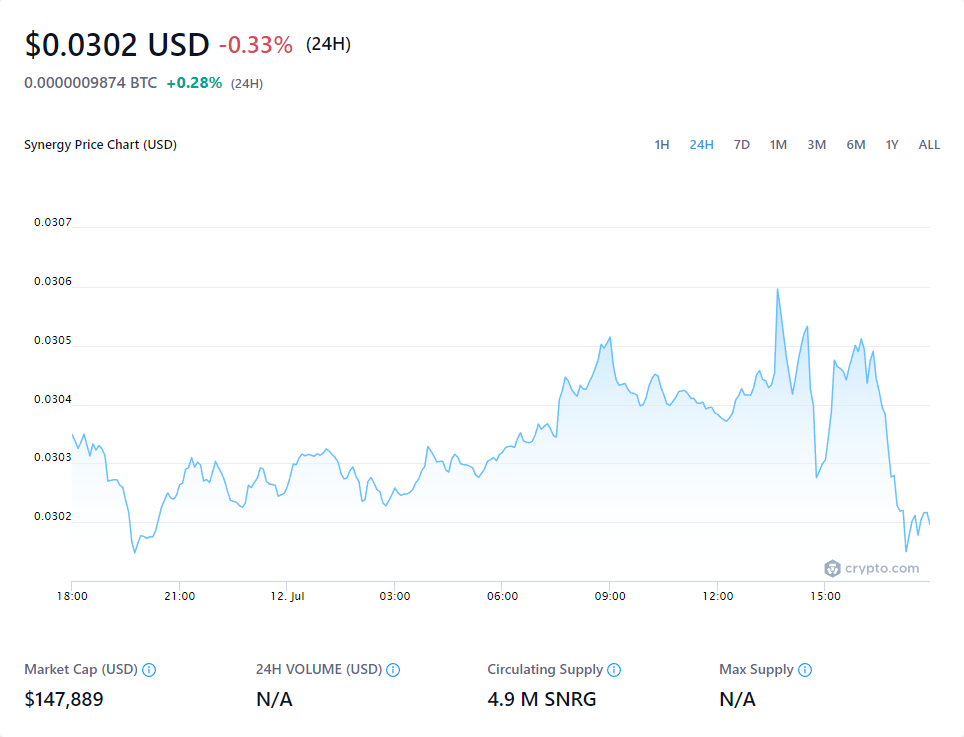 $0.0302 USD -0.33% (24H)
0.0000009874 BTC +0.28% (24H)
Synergy Price Chart (USD) 1H 24H 7D 1M 3M 6M 1Y ALL
0.0307
0.0306
0.0305
0.0304
0.0303
0.0302
crypto.com
18:00 21:00 12. Jul 03:00 06:00 09:00 12:00 15:00
Market Cap (USD) 24H VOLUME (USD) Circulating Supply Max Supply
$147,889 N/A 4.9 M SNRG N/A